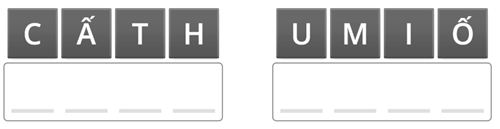 C Ấ T H U M I Ố